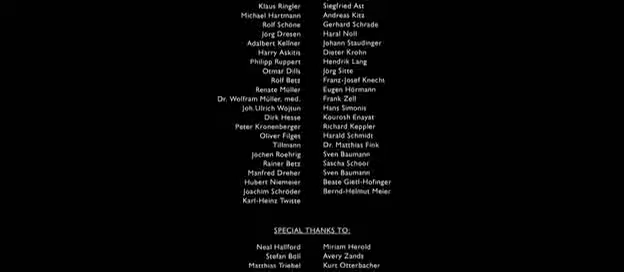 Klaus Ringler Siegfried Ast
Michael Hartmann Andreas Kitz
Rolf Schöne Gerhard Schrade
Jörg Dresen Haral Noll
Adalbert Kellner Johann Staudinger
Harry Askitis Dieter Krohn
Philipp Ruppert Hendrik Lang
Otmar Dills Jörg Sitte
Rolf Betz Franz-Josef Knecht
Renate Müller Eugen Hörmann
Dr. Wolfram Müller, med. Frank Zell
Joh. Ulrich Wojtun Hans Simonis
Dirk Hesse Kourosh Enayat
Peter Kronenberger Richard Keppler
Oliver Filges Harald Schmidt
Tillmann Dr. Matthias Fink
Jochen Roehrig Sven Baumann
Rainer Betz Sascha Schoor
Manfred Dreher Sven Baumann
Hubert Niemeier Beate Gietl-Hofinger
Joachim Schröder Bernd-Helmut Meier
Karl-Heinz Twiste
SPECIAL THANKS TO:
Neal Hallford Miriam Herold
Stefan Böll Avery Zands
Matthias Triebel Kurt Otterbacher